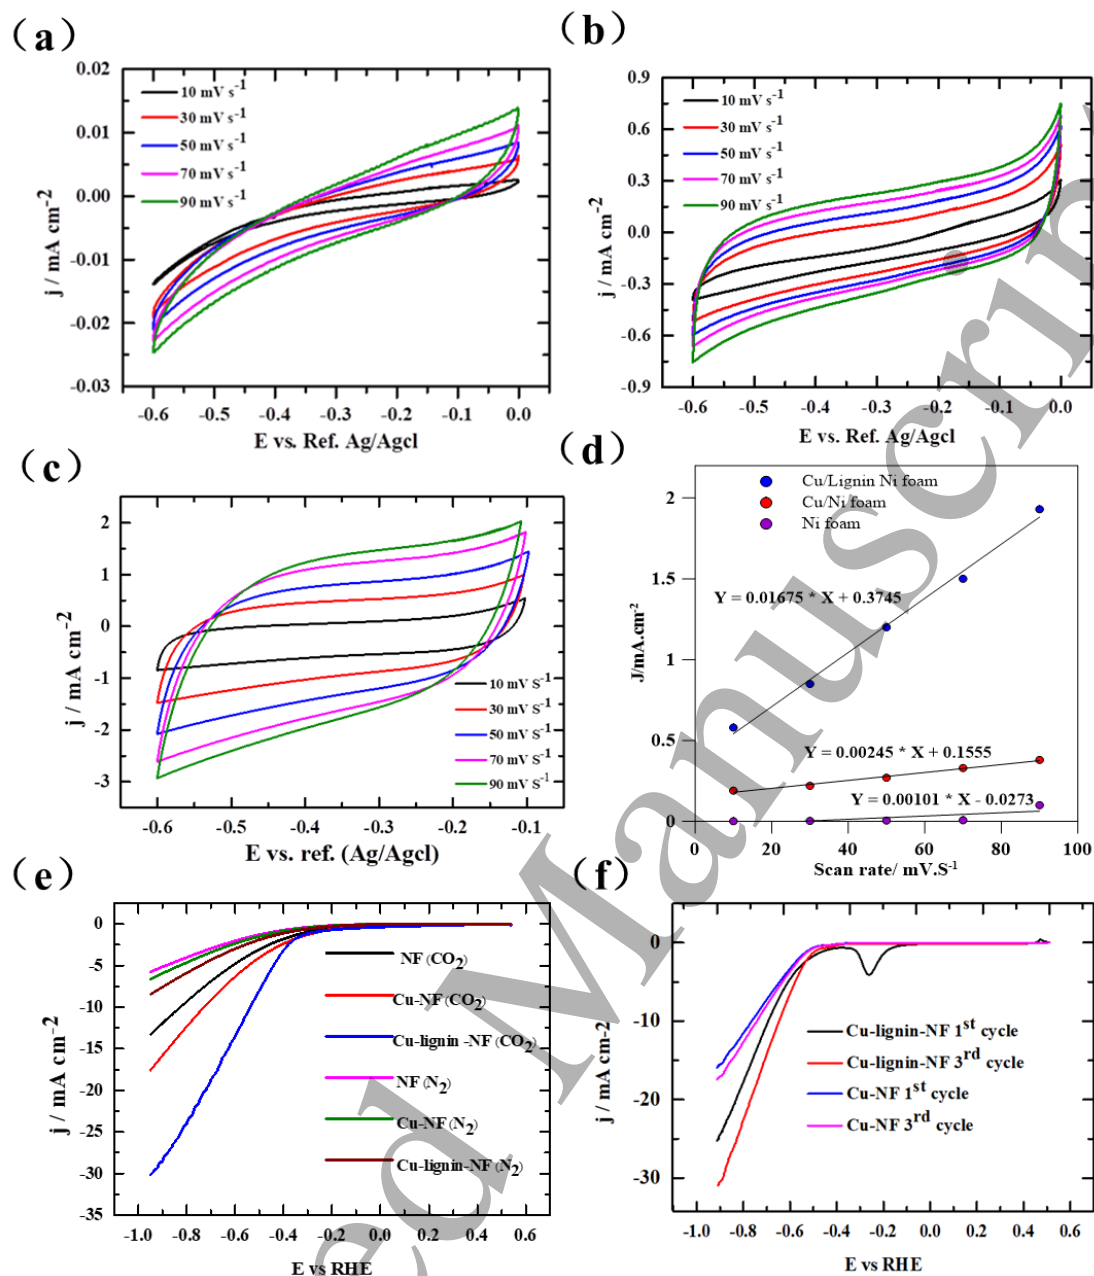 （a）
0.02
0.01
0.00
-0.01
-0.02
-0.03
j / mA cm-2
10 mV s-1
30 mV s-1
50 mV s-1
70 mV s-1
90 mV s-1
-0.6 -0.5 -0.4 -0.3 -0.2 -0.1 0.0
E vs. Ref. Ag/Agcl
（b）
0.9
0.6
0.3
0.0
-0.3
-0.6
-0.9
j / mA cm-2
10 mV s-1
30 mV s-1
50 mV s-1
70 mV s-1
90 mV s-1
-0.6 -0.5 -0.4 -0.3 -0.2 -0.1 0.0
E vs. Ref. Ag/Agcl
（c）
2
1
0
-1
-2
-3
j / mA cm-2
10 mV S-1
30 mV S-1
50 mV S-1
70 mV S-1
90 mV S-1
-0.6 -0.5 -0.4 -0.3 -0.2 -0.1
E vs. ref. (Ag/Agcl)
（d）
2
1.5
1
0.5
0
J/mA.cm-2
Cu/Lignin Ni foam
Cu/Ni foam
Ni foam
Y = 0.01675 * X + 0.3745
Y = 0.00245 * X + 0.1555
Y = 0.00101 * X - 0.0273
0 20 40 60 80 100
Scan rate/ mV.S-1
（e）
0
-5
-10
-15
-20
-25
-30
-35
j / mA cm-2
NF (CO2)
Cu-NF (CO2)
Cu-lignin -NF(CO2)
NF (N2)
Cu-NF (N2)
Cu-lignin-NF(N2)
-1.0 -0.8 -0.6 -0.4 -0.2 0.0 0.2 0.4 0.6
E vs RHE
（f）
0
-10
-20
-30
j / mA cm-2
Cu-lignin-NF 1st cycle
Cu-lignin-NF 3rd cycle
Cu-NF 1st cycle
Cu-NF 3rd cycle
-1.0 -0.8 -0.6 -0.4 -0.2 0.0 0.2 0.4 0.6
E vs RHE
ed Manuscrip